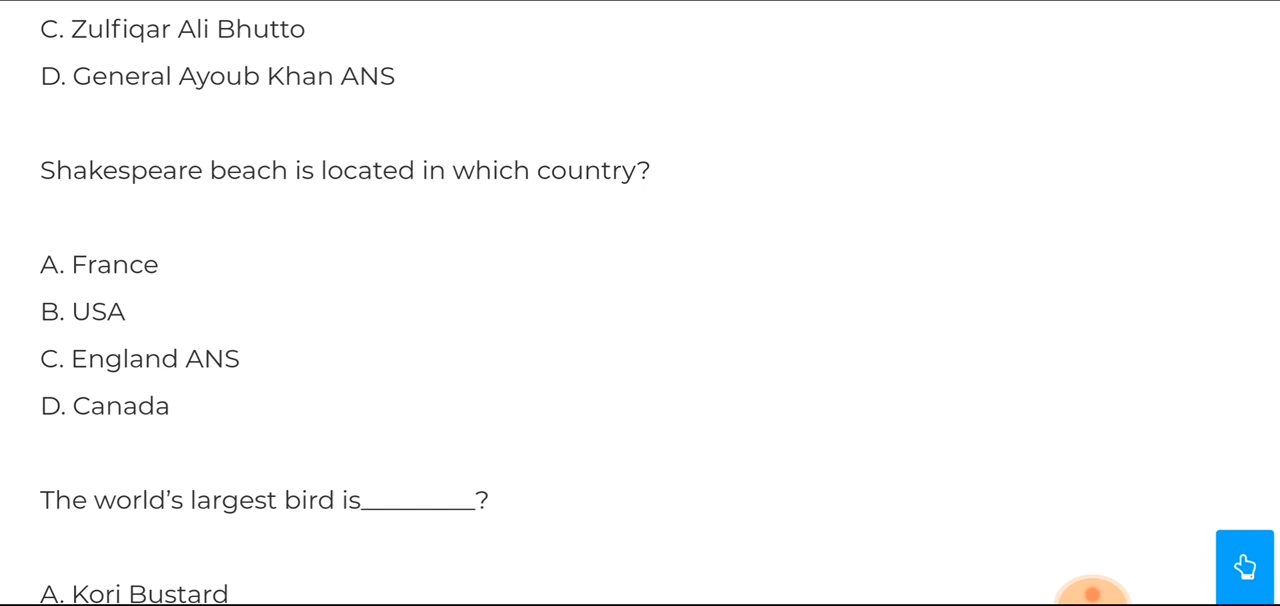 C. Zulfiqar Ali Bhutto
D. General Ayoub Khan ANS
Shakespeare beach is located in which country?
A. France
B. USA
C. England ANS
D. Canada
The world’s largest bird is_________?
A. Kori Bustard